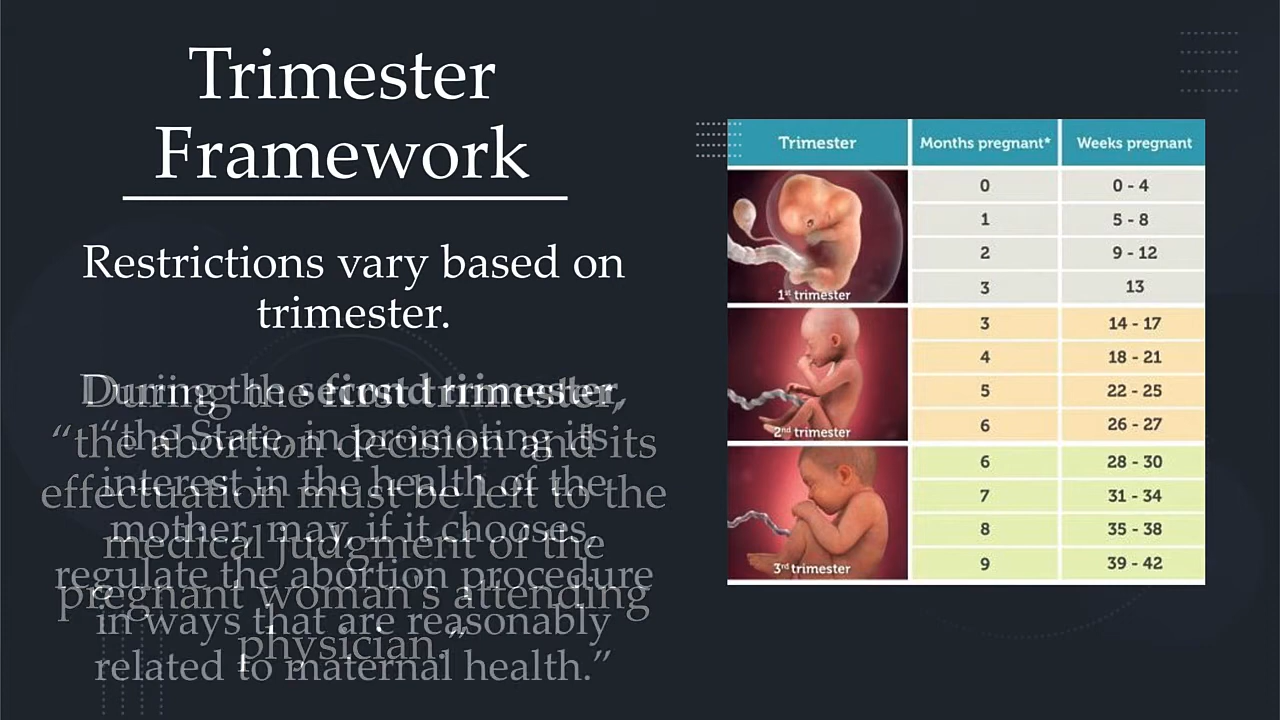 Trimester
Framework
Restrictions vary based on
trimester.
During the first trimester,
“the abortion decision and its
effectuation must be left to the
medical judgment of the
pregnant woman's attending
physician.”
During the second trimester,
“the State, in promoting its
interest in the health of the
mother, may, if it chooses,
regulate the abortion procedure
in ways that are reasonably
related to maternal health.”
Trimester Months pregnant* Weeks pregnant
0 0 - 4
1 5 - 8
2 9 - 12
3 13
1st trimester
3 14 - 17
4 18 - 21
5 22 - 25
6 26 - 27
2nd trimester
6 28 - 30
7 31 - 34
8 35 - 38
9 39 - 42
3rd trimester